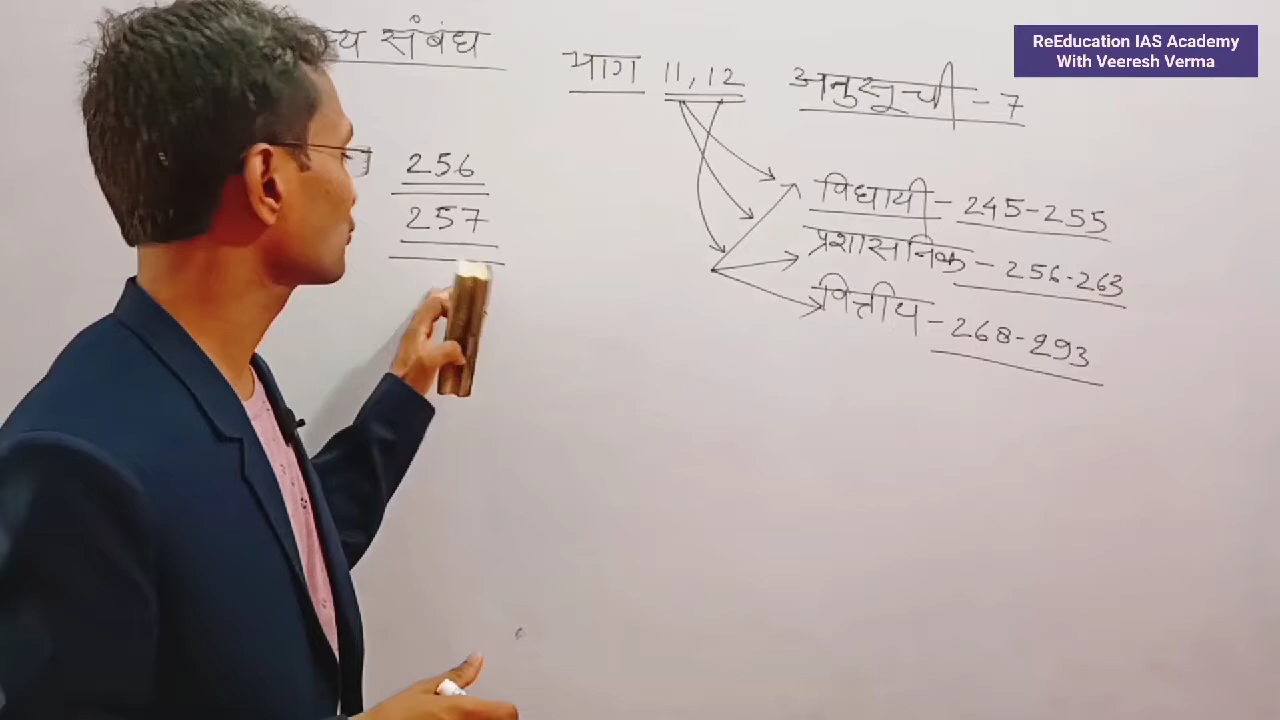 संबंध
भाग 11, 12
अनुसूची - 7
ReEducation IAS Academy
With Veeresh Verma
256
257
विधायी - 245-255
प्रशासनिक - 256-263
वित्तीय - 268-293